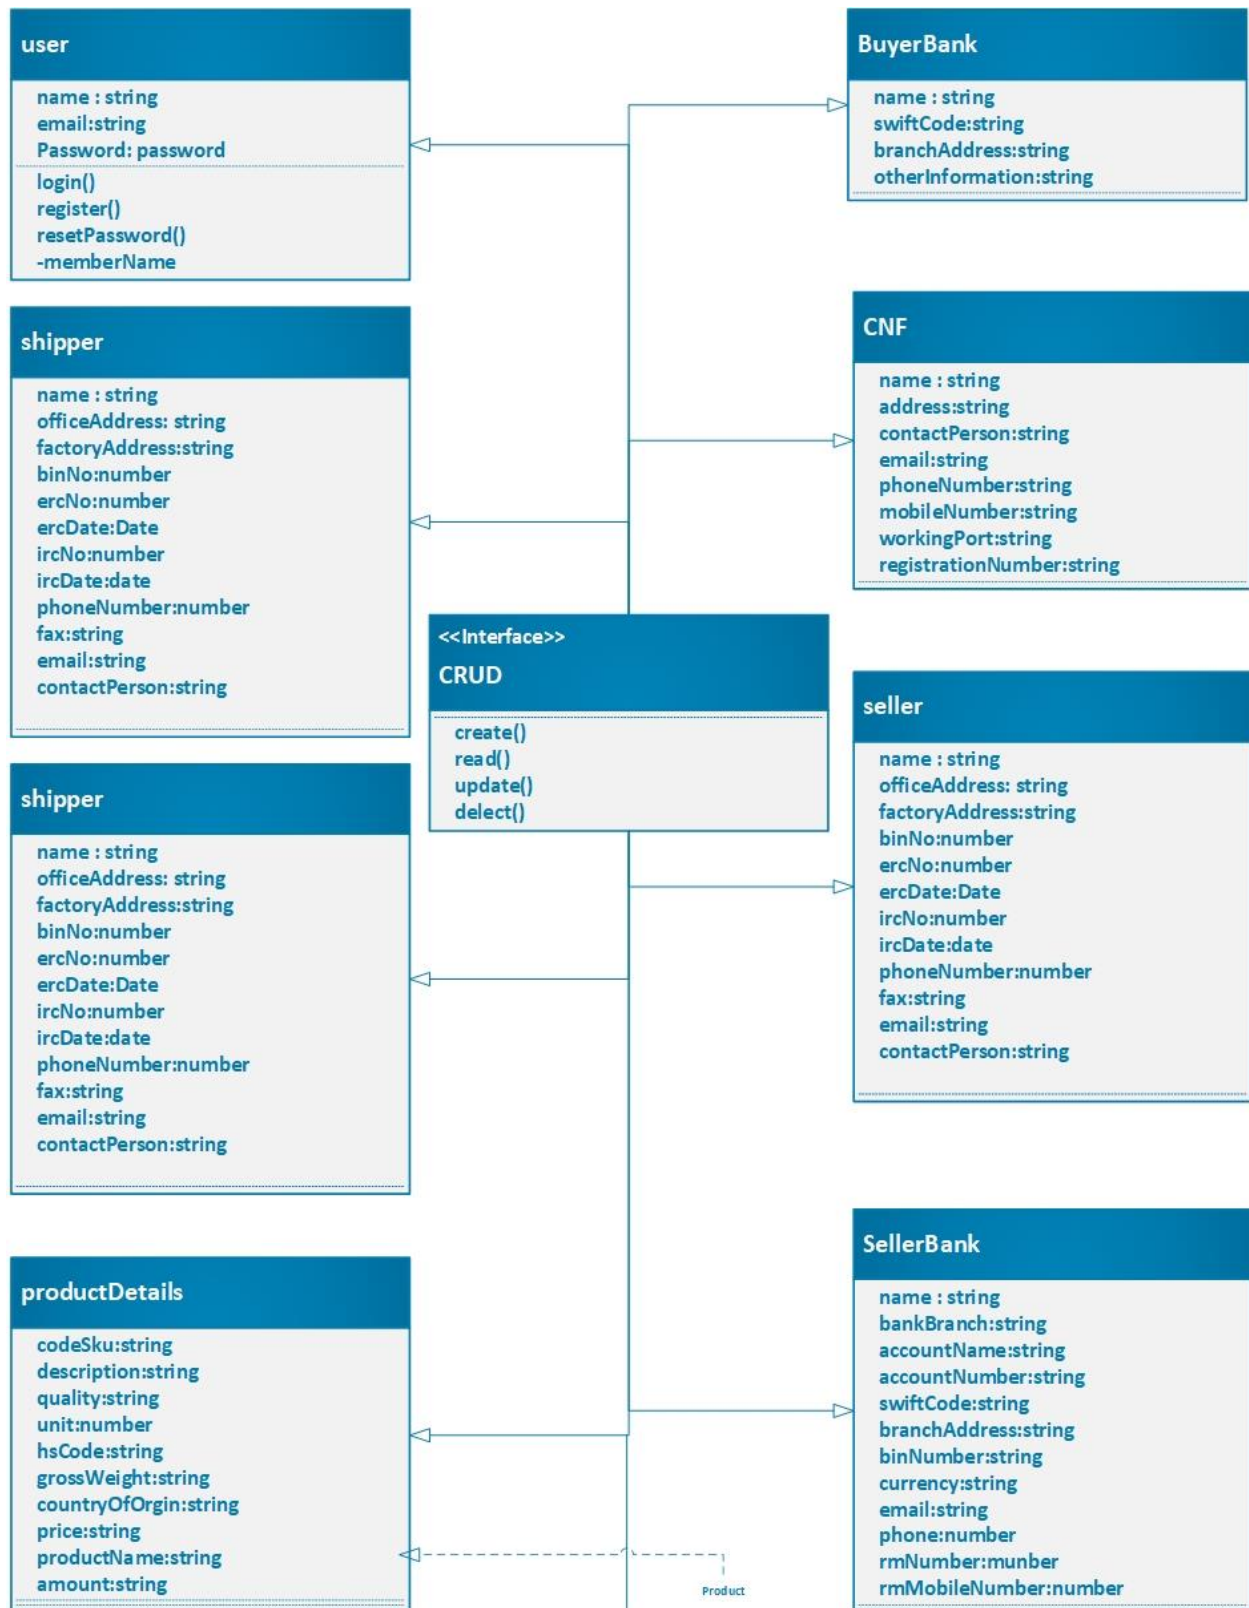 user
name : string
email:string
Password: password
login()
register()
resetPassword()
-memberName
BuyerBank
name : string
swiftCode:string
branchAddress:string
otherInformation:string
shipper
name : string
officeAddress: string
factoryAddress:string
binNo:number
ercNo:number
ercDate:Date
ircNo:number
ircDate:date
phoneNumber:number
fax:string
email:string
contactPerson:string
CNF
name : string
address:string
contactPerson:string
email:string
phoneNumber:string
mobileNumber:string
workingPort:string
registrationNumber:string
<<Interface>>
CRUD
create()
read()
update()
delect()
shipper
name : string
officeAddress: string
factoryAddress:string
binNo:number
ercNo:number
ercDate:Date
ircNo:number
ircDate:date
phoneNumber:number
fax:string
email:string
contactPerson:string
seller
name : string
officeAddress: string
factoryAddress:string
binNo:number
ercNo:number
ercDate:Date
ircNo:number
ircDate:date
phoneNumber:number
fax:string
email:string
contactPerson:string
productDetails
codeSku:string
description:string
quality:string
unit:number
hsCode:string
grossWeight:string
countryOfOrgin:string
price:string
productName:string
amount:string
Product
SellerBank
name : string
bankBranch:string
accountName:string
accountNumber:string
swiftCode:string
branchAddress:string
binNumber:string
currency:string
email:string
phone:number
rmNumber:munber
rmMobileNumber:number